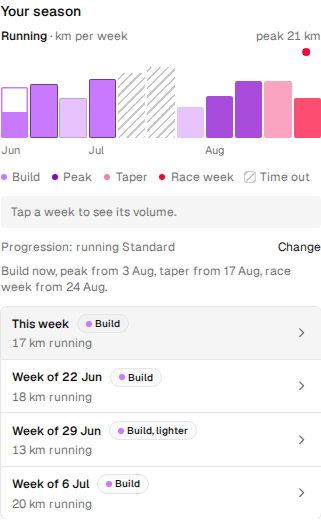 Your season
Running · km per week peak 21 km
Jun Jul Aug
Build Peak Taper Race week Time out
Tap a week to see its volume.
Progression: running Standard Change
Build now, peak from 3 Aug, taper from 17 Aug, race
week from 24 Aug.
This week Build
17 km running
Week of 22 Jun Build
18 km running
Week of 29 Jun Build, lighter
13 km running
Week of 6 Jul Build
20 km running